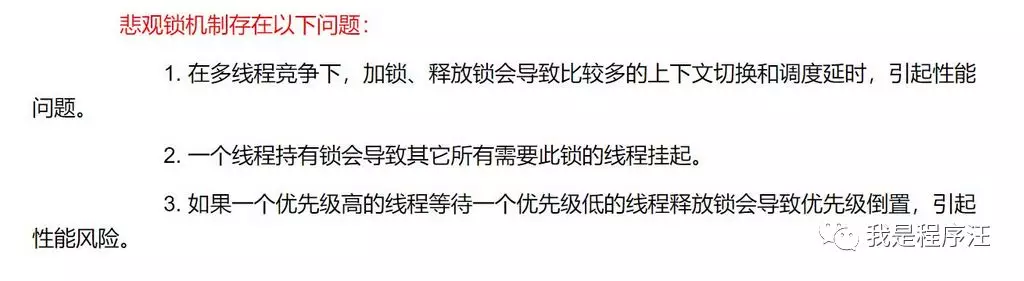 悲观锁机制存在以下问题：
1. 在多线程竞争下，加锁、释放锁会导致比较多的上下文切换和调度延时，引起性能
问题。
2. 一个线程持有锁会导致其它所有需要此锁的线程挂起。
3. 如果一个优先级高的线程等待一个优先级低的线程释放锁会导致优先级倒置，引起
性能风险。
我是程序汪